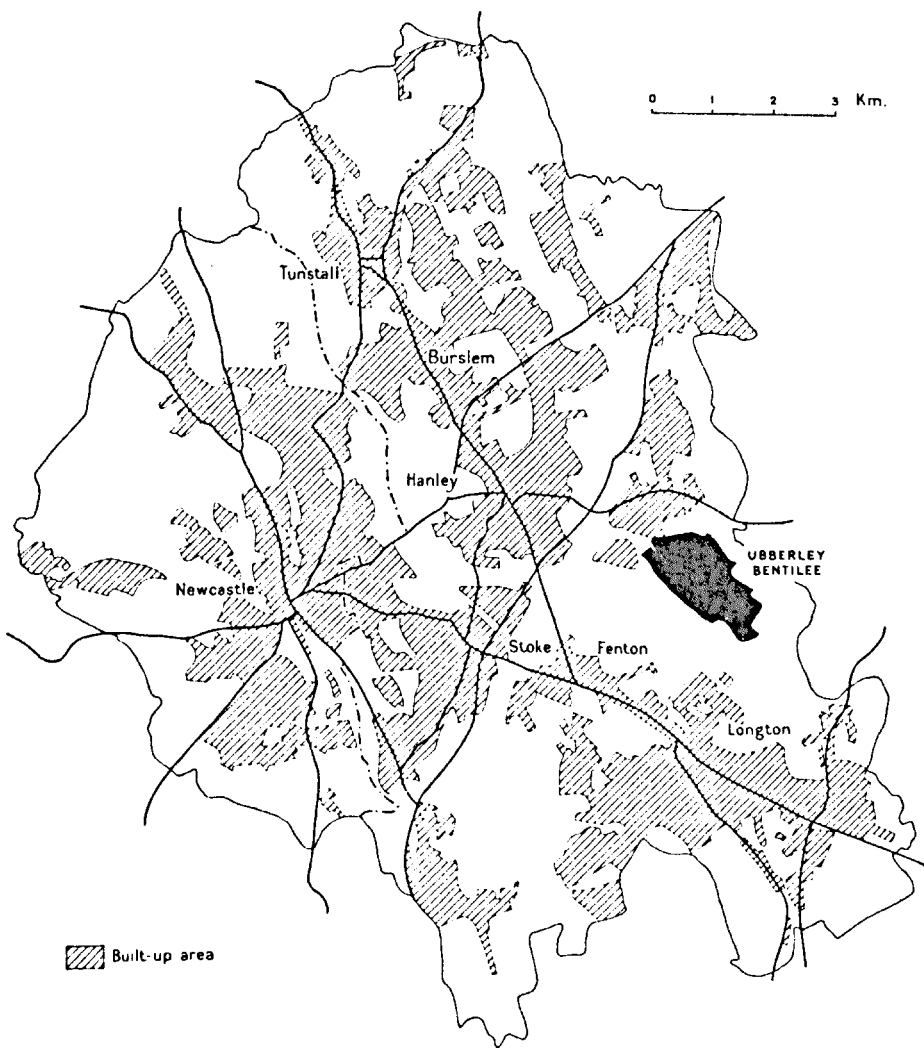 0 1 2 3 Km.
Tunstall
Burslem
Hanley
UBBERLEY
BENTILEE
Newcastle
Stoke Fenton
Longton
Built-up area